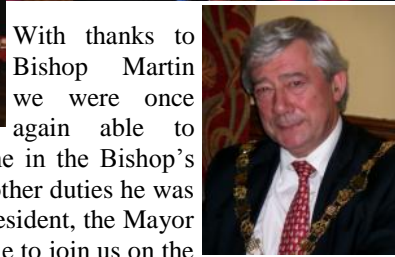 With thanks to
Bishop Martin
we were once
again able to
in the Bishop's
other duties he was
the Mayor
to join us on the